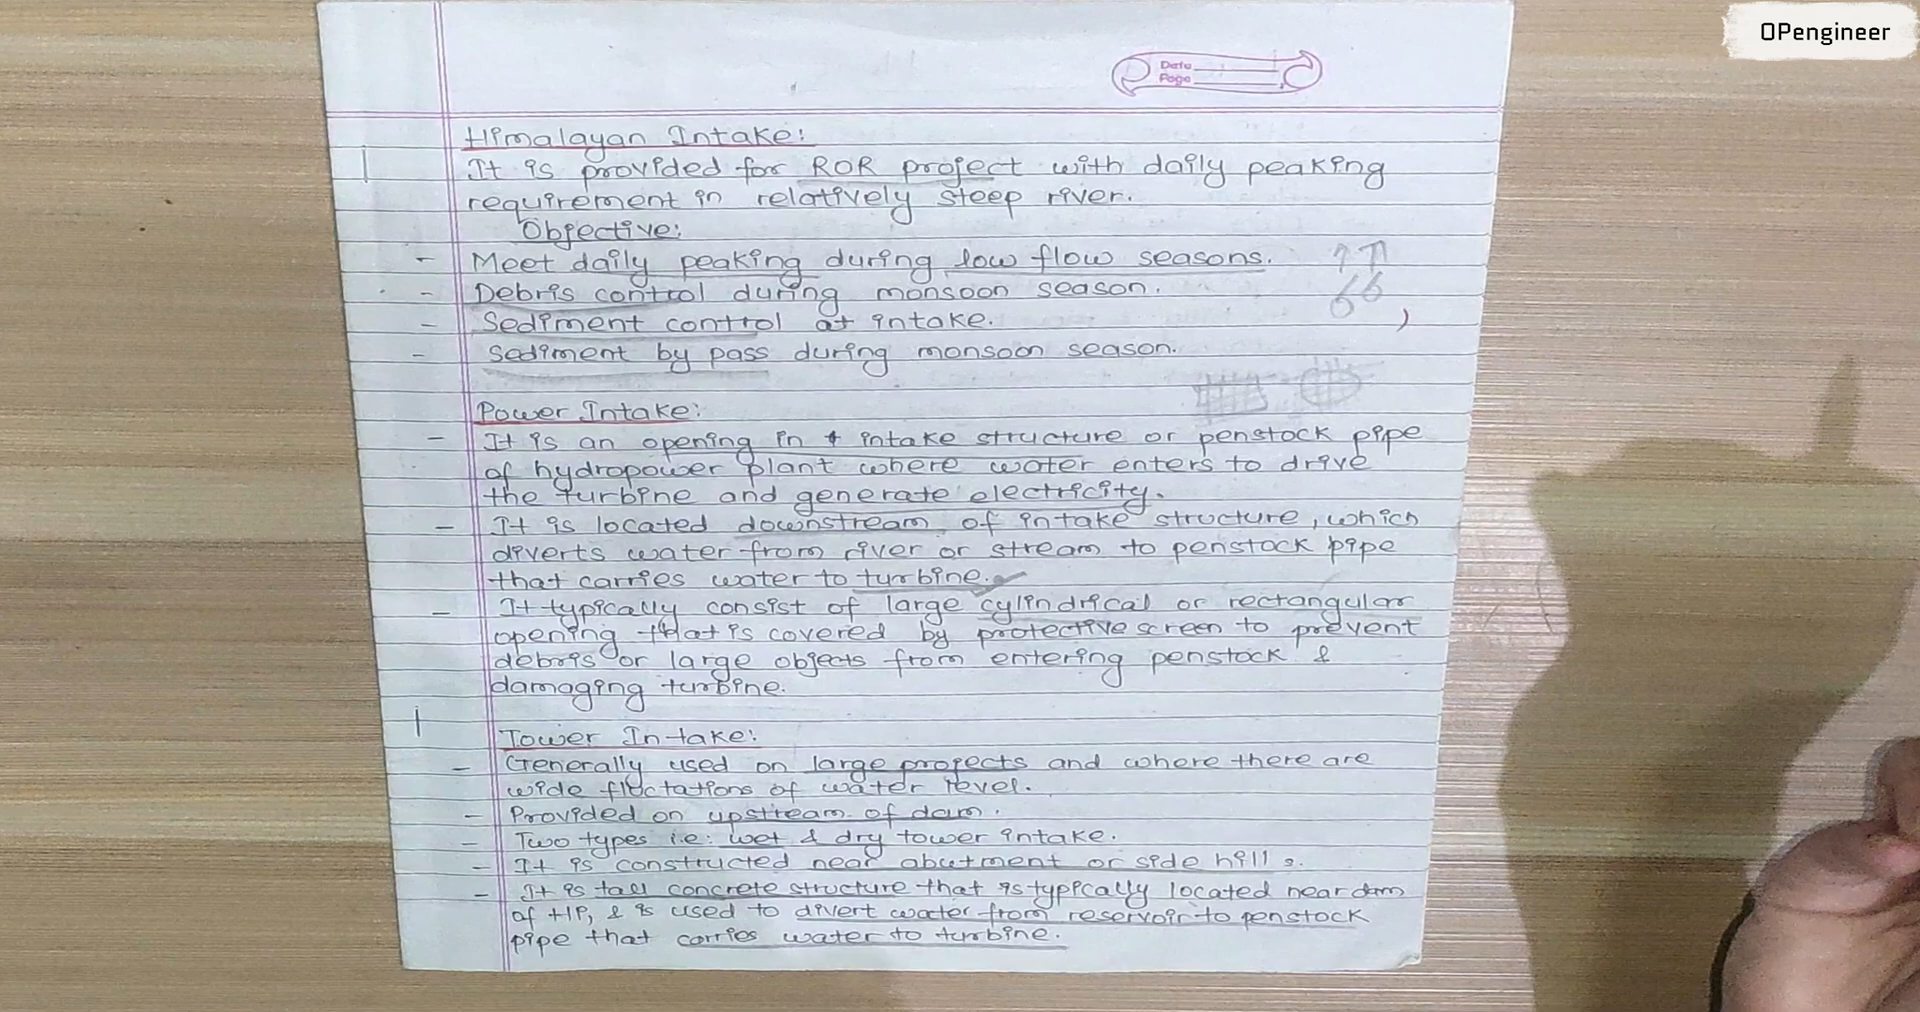 OPengineer
Date
Page
Himalayan Intake:
It is provided for ROR project with daily peaking
requirement in relatively steep river.
Objective:
- Meet daily peaking during low flow seasons.
- Debris control during monsoon season.
- Sediment control at intake.
- Sediment by pass during monsoon season.
Power Intake:
- It is an opening in intake structure or penstock pipe
of hydropower plant where water enters to drive
the turbine and generate electricity.
- It is located downstream of intake structure, which
diverts water from river or stream to penstock pipe
that carries water to turbine.
- It typically consist of large cylindrical or rectangular
opening that is covered by protective screen to prevent
debris or large objects from entering penstock &
damaging turbine.
Tower Intake:
- Generally used on large projects and where there are
wide fluctations of water level.
- Provided on upstream of dam.
- Two types i.e: wet & dry tower intake.
- It is constructed near abutment or side hills.
- It is tall concrete structure that is typically located near dam
of HP, & is used to divert water from reservoir to penstock
pipe that carries water to turbine.